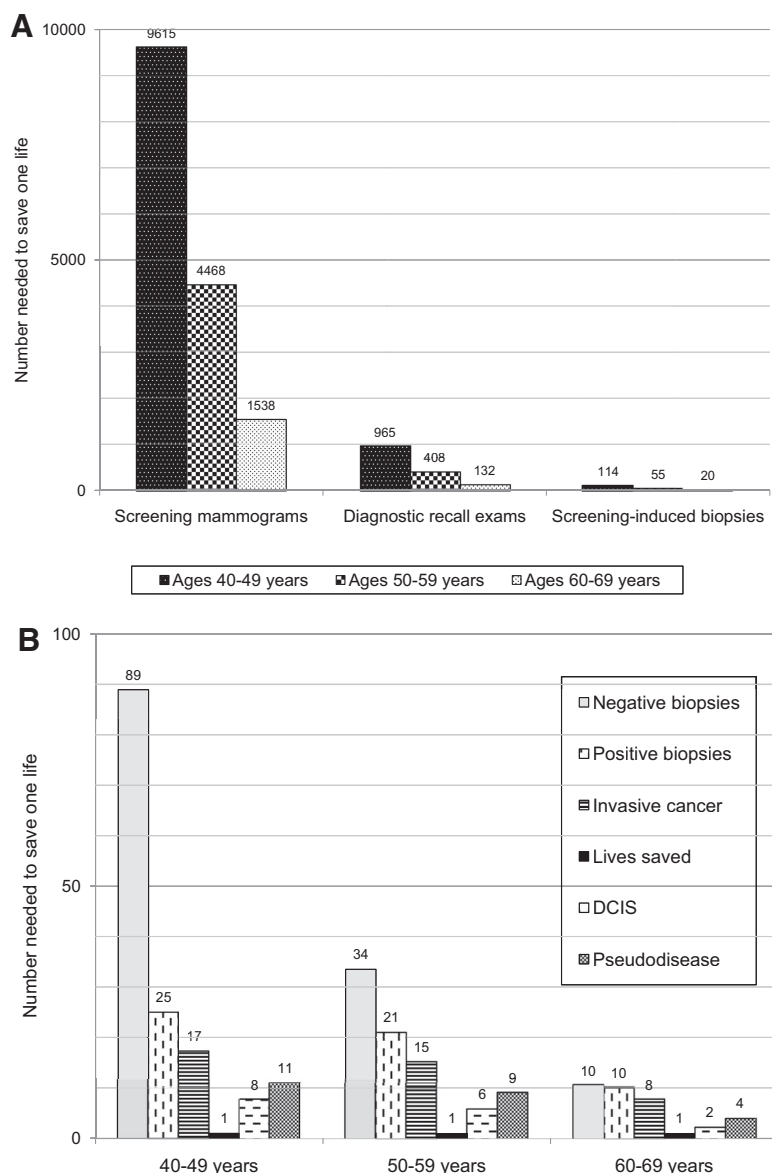 A
Number needed to save one life
10000
5000
0
9615
4468
1538
965
408
132
114
55
20
Screening mammograms
Diagnostic recall exams
Screening-induced biopsies
Ages 40-49 years
Ages 50-59 years
Ages 60-69 years
B
Number needed to save one life
100
50
0
89
25
17
1
8
11
34
21
15
1
6
9
10
10
8
1
2
4
Negative biopsies
Positive biopsies
Invasive cancer
Lives saved
DCIS
Pseudodisease
40-49 years
50-59 years
60-69 years